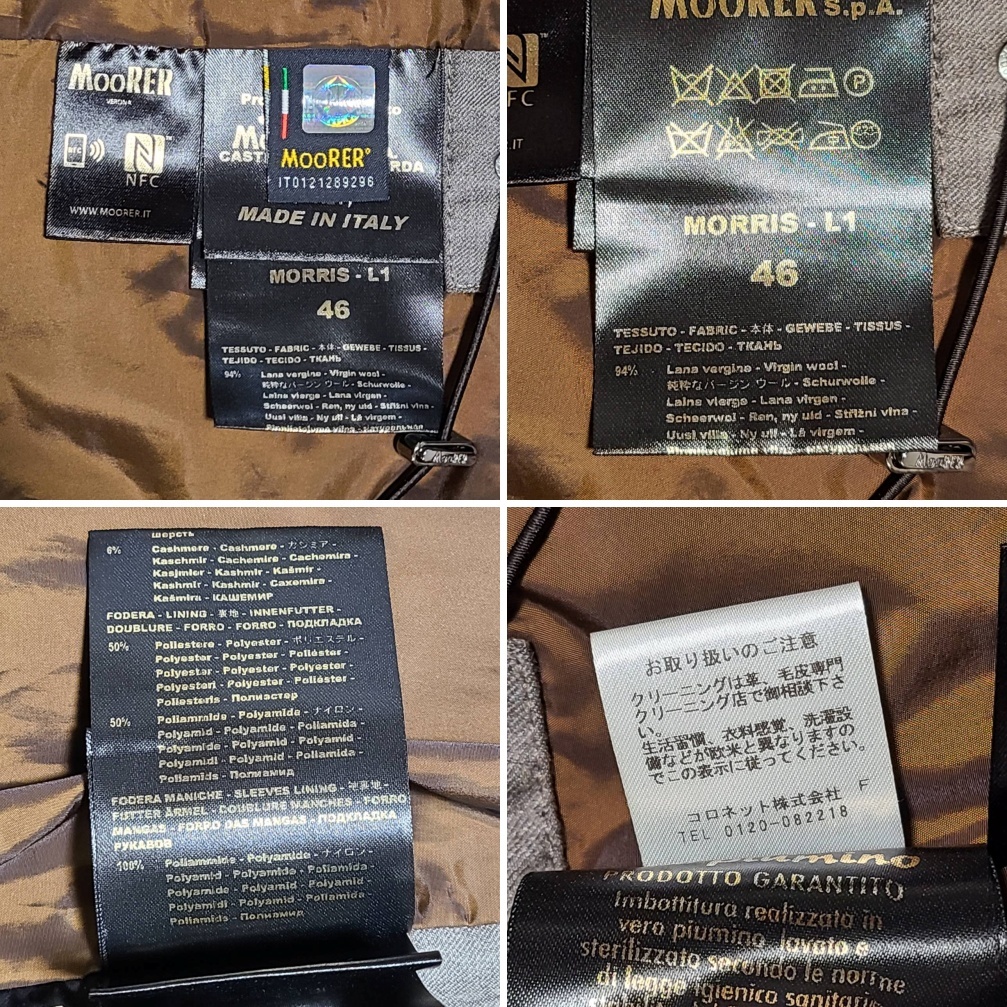 MOORER
VERONA
NFC
NFC
WWW.MOORER.IT
MOORER
IT0121289296
MADE IN ITALY
MORRIS - L1
46
TESSUTO - FABRIC - 本体 - GEWEBE - TISSUS -
TEJIDO - TECIDO - ТКАНЬ
94% Lana vergine - Virgin wool -
純粋なバージン ウール - Schurwolle -
Laine vierge - Lana virgen -
Scheerwol - Ren, ny uld - Střižní vlna -
Uusi villa - Ny ull - Lã virgem -
MOORER
MOORER S.p.A.
NFC
.IT
MORRIS - L1
46
TESSUTO - FABRIC - 本体 - GEWEBE - TISSUS -
TEJIDO - TECIDO - ТКАНЬ
94% Lana vergine - Virgin wool -
純粋なバージン ウール - Schurwolle -
Laine vierge - Lana virgen -
Scheerwol - Ren, ny uld - Střižní vlna -
Uusi villa - Ny ull - Lã virgem -
MOORER
шерсть
6% Cashmere - Cashmere - カシミア -
Kaschmir - Cachemire - Cachemira -
Kasjmier - Kashmir - Kašmír -
Kashmir - Kashmir - Caxemira -
Kašmira - КАШЕМИР
FODERA - LINING - 裏地 - INNENFUTTER -
DOUBLURE - FORRO - FORRO - ПОДКЛАДКА
50% Poliestere - Polyester - ポリエステル -
Polyester - Polyester - Poliéster -
Polyester - Polyester - Polyester -
Polyesteri - Polyester - Poliéster -
Poliesteris - Полиэстер
50% Poliammide - Polyamide - ナイロン -
Polyamid - Polyamide - Poliamida -
Polyamide - Polyamid - Polyamid -
Polyamidi - Polyamid - Poliamida -
Poliamids - Полиамид
FODERA MANICHE - SLEEVES LINING - 袖裏地 -
FUTTER ÄRMEL - DOUBLURE MANCHES - FORRO
MANGAS - FORRO DAS MANGAS - ПОДКЛАДКА
РУКАВОВ
100% Poliammide - Polyamide - ナイロン -
Polyamid - Polyamide - Poliamida -
Polyamide - Polyamid - Polyamid -
Polyamidi - Polyamid - Poliamida -
Poliamids - Полиамид
お取り扱いのご注意
クリーニングは革、毛皮専門
クリーニング店で御相談下さ
い。
生活習慣、衣料感覚、洗濯設
備などが欧米と異なりますの
でこの表示に従ってください。
コロネット株式会社 F
TEL 0120-082218
piumino
PRODOTTO GARANTITO
Imbottitura realizzata in
vero piumino lavato e
sterilizzato secondo le norme
di legge igienico sanitarie